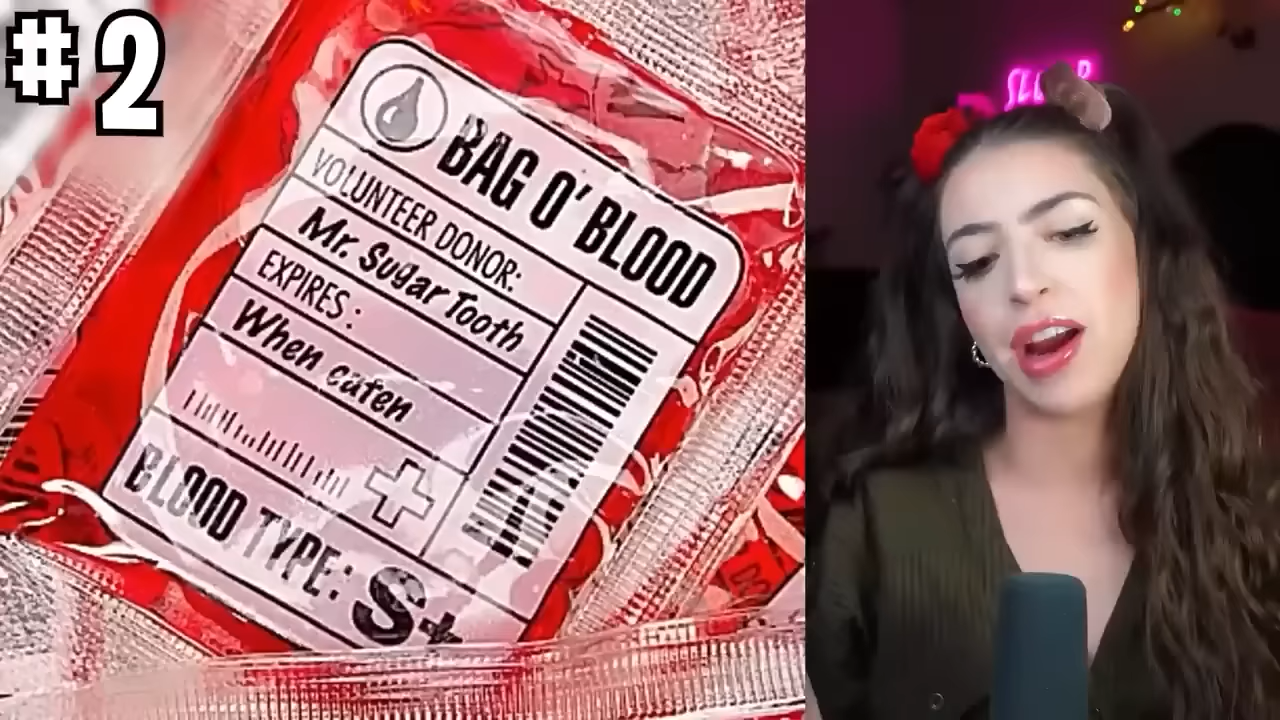 #2
BAG O' BLOOD
VOLUNTEER DONOR:
Mr. Sugar Tooth
EXPIRES:
When eaten
BLOOD TYPE: S+